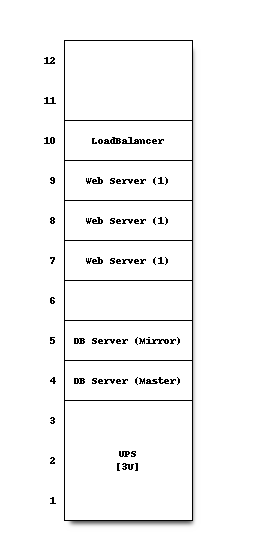 12
11
10 LoadBalancer
9 Web Server (1)
8 Web Server (1)
7 Web Server (1)
6
5 DB Server (Mirror)
4 DB Server (Master)
3
2 UPS
[3U]
1